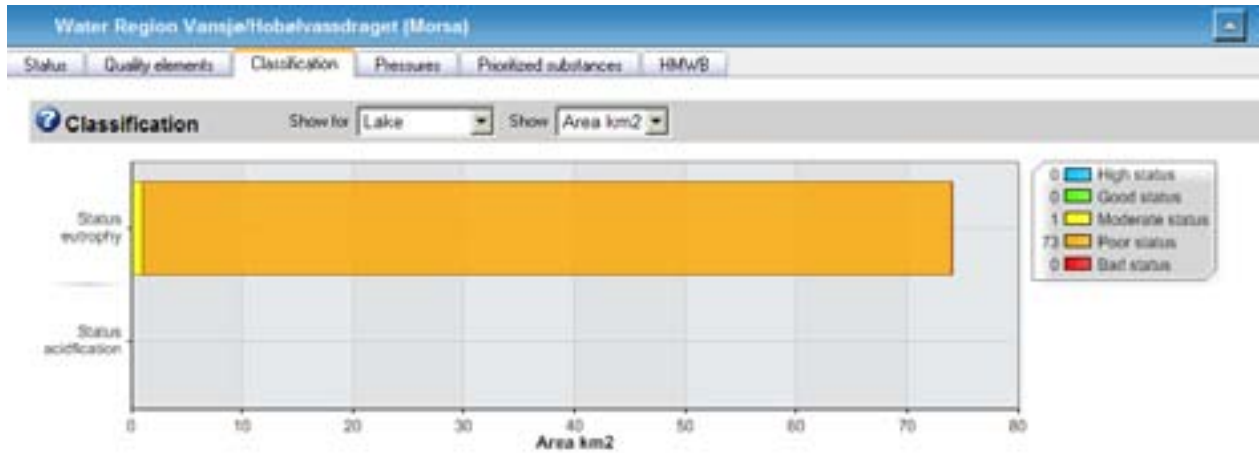 Water Region Vansjø/Hobølvassdraget (Morsa)
Status Quality elements Classification Pressures Prioritized substances HMWB
Classification Show for Lake Show Area km2
Status eutrophy
Status acidification
0 High status
0 Good status
1 Moderate status
73 Poor status
0 Bad status
0 10 20 30 40 50 60 70 80
Area km2